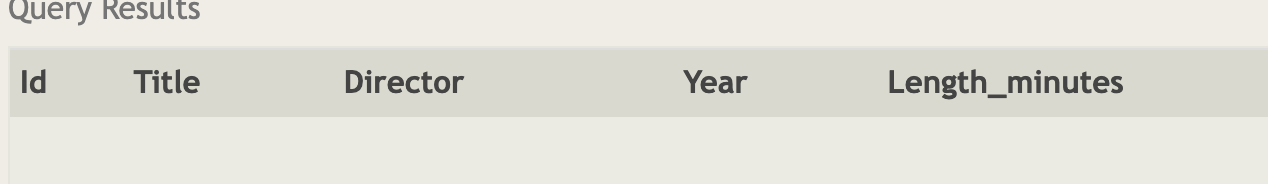 Query Results
Id Title Director Year Length_minutes